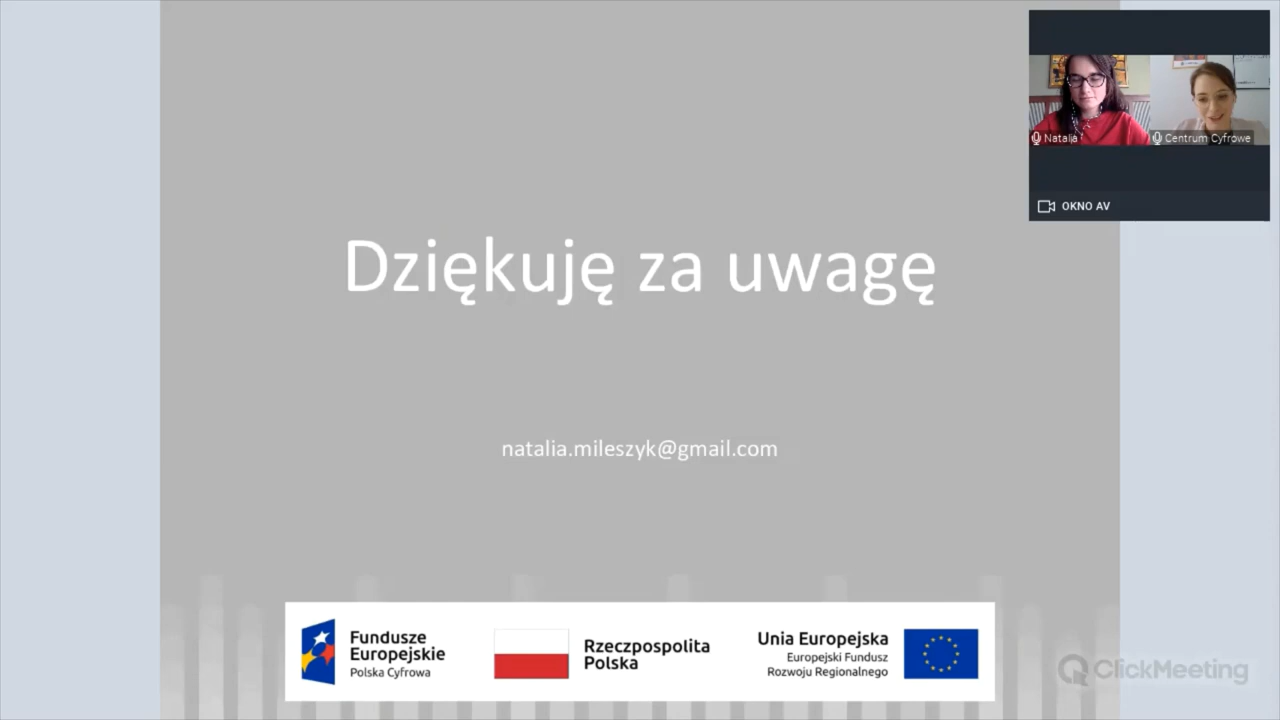 Natalia
Centrum Cyfrowe
OKNO AV
Dziękuję za uwagę
natalia.mileszyk@gmail.com
Fundusze
Europejskie
Polska Cyfrowa
Rzeczpospolita
Polska
Unia Europejska
Europejski Fundusz
Rozwoju Regionalnego
ClickMeeting